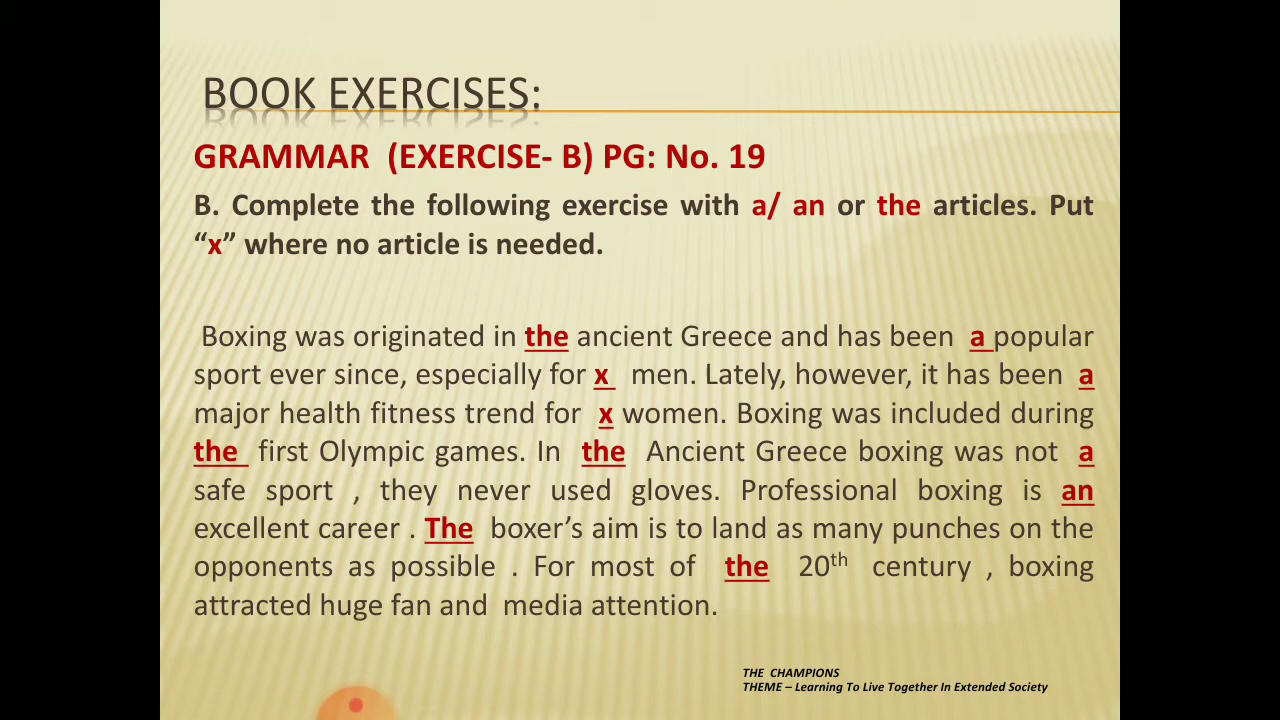 BOOK EXERCISES:
GRAMMAR (EXERCISE- B) PG: No. 19
B. Complete the following exercise with a/ an or the articles. Put
“x” where no article is needed.
Boxing was originated in the ancient Greece and has been a popular
sport ever since, especially for x men. Lately, however, it has been a
major health fitness trend for x women. Boxing was included during
the first Olympic games. In the Ancient Greece boxing was not a
safe sport , they never used gloves. Professional boxing is an
excellent career . The boxer’s aim is to land as many punches on the
opponents as possible . For most of the 20th century , boxing
attracted huge fan and media attention.
THE CHAMPIONS
THEME – Learning To Live Together In Extended Society